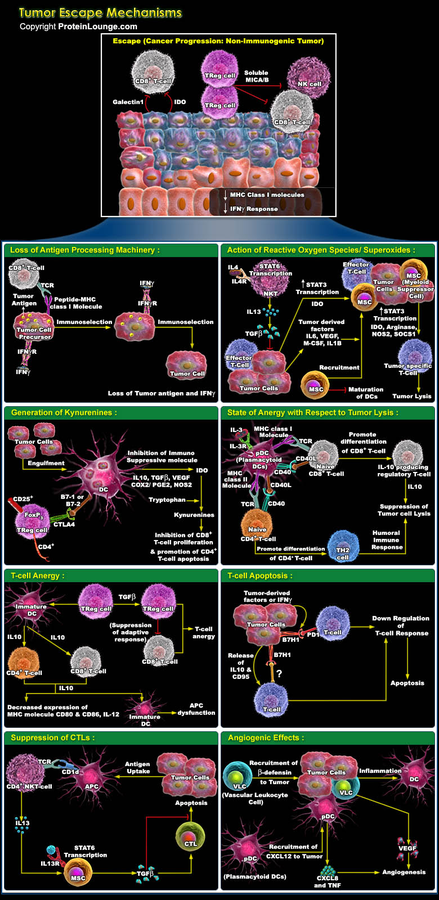 Tumor Escape Mechanisms
Copyright ProteinLounge.com
Escape (Cancer Progression: Non-Immunogenic Tumor)
CD8+ T-cell
TReg cell
Soluble
MICA/B
NK cell
Galectin1
IDO
TReg cell
CD8+ T-cell
MHC Class I molecules
IFNγ Response
Loss of Antigen Processing Machinery :
CD8+ T-cell
TCR
Tumor
Antigen
Peptide-MHC
class I Molecule
IFNγ
IFNγR
Immunoselection
Immunoselection
Tumor Cell
Precursor
IFNγR
IFNγ
Tumor Cell
Loss of Tumor antigen and IFNγ
Action of Reactive Oxygen Species/ Superoxides :
IL4
IL4R
STAT6
Transcription
NKT
IL13
TGFβ
Effector
T-Cell
Tumor Cells
↑STAT3
Transcription
IDO
Tumor derived
factors
IL6, VEGF,
M-CSF, IL1B
Recruitment
MSC
Maturation
of DCs
Effector
T-Cell
Tumor
Cells
MSC
(Myeloid
Suppressor
Cell)
MSC
↑STAT3
Transcription
IDO, Arginase,
NOS2, SOCS1
Tumor specific
T-cell
Tumor Lysis
Generation of Kynurenines :
Tumor Cells
Engulfment
DC
Inhibition of Immuno
Suppressive molecule
IL10, TGFβ, VEGF
COX2/ PGE2, NOS2
IDO
Tryptophan
Kynurenines
Inhibition of CD8+
T-cell proliferation
& promotion of CD4+
T-cell apoptosis
CD25+
B7-1 or
B7-2
FoxP3
TReg cell
CTLA4
CD4+
State of Anergy with Respect to Tumor Lysis :
IL-3
IL-3R
MHC class I
Molecule
TCR
pDC
(Plasmacytoid
DCs)
CD40L
CD40
Naive
CD8+ T-cell
Promote
differentiation
of CD8+ T-cell
IL-10 producing
regulatory T-cell
IL10
Suppression of
Tumor cell Lysis
MHC
class II
Molecule
CD40L
TCR
CD40
Naive
CD4+ T-cell
Promote differentiation
of CD4+ T-cell
TH2
cell
Humoral
Immune
Response
T-cell Anergy :
Immature
DC
TReg cell
TGFβ
TReg cell
IL10
IL10
(Suppression
of adaptive
response)
T-cell
anergy
CD4+ T-cell
CD8+ T-cell
CD8+ T-cell
IL10
Decreased expression of
MHC molecule CD80 & CD86, IL-12
Immature
DC
APC
dysfunction
T-cell Apoptosis :
Tumor-derived
factors or IFNγ
Tumor Cells
B7H1
PD1
T-cell
Down Regulation
of
T-cell Response
Release
of
IL10 &
CD95
B7H1
?
T-cell
Apoptosis
Suppression of CTLs :
TCR
CD1d
CD4+ NKT-cell
APC
Antigen
Uptake
Tumor Cells
Apoptosis
CTL
IL13
IL13R
STAT6
Transcription
MSC
TGFβ
Angiogenic Effects :
VLC
(Vascular Leukocyte
Cell)
Recruitment of
β-defensin to Tumor
Tumor Cells
VLC
Inflammation
DC
pDC
pDC
(Plasmacytoid DCs)
Recruitment of
CXCL12 to Tumor
CXCL8
and TNF
Angiogenesis
VEGF